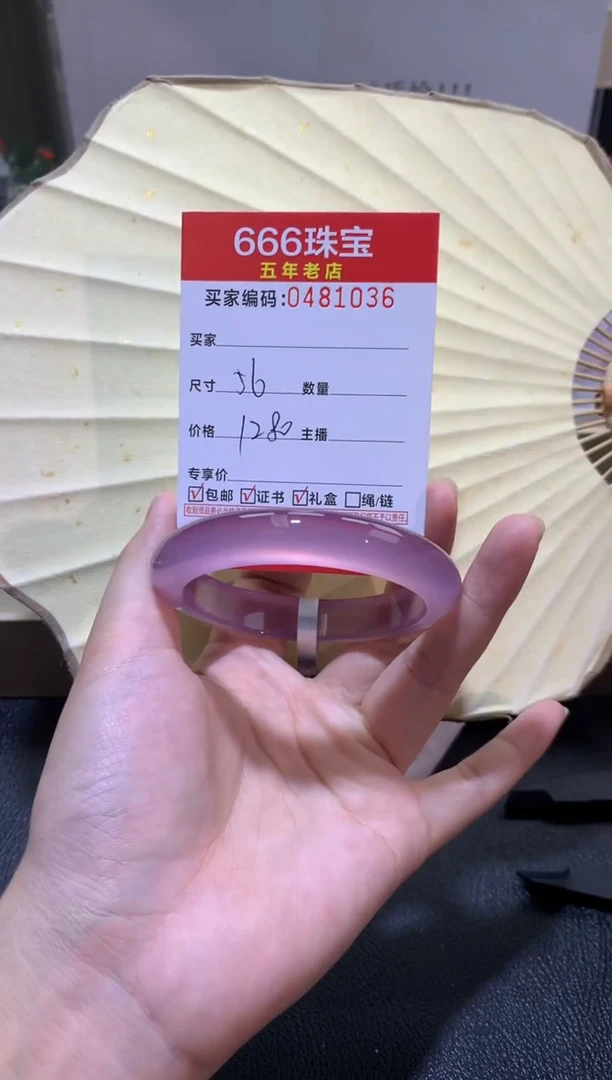 666珠宝
五年老店
买家编码:0481036
买家
尺寸 56 数量
价格 1280 主播
专享价
包邮 证书 礼盒 绳/链